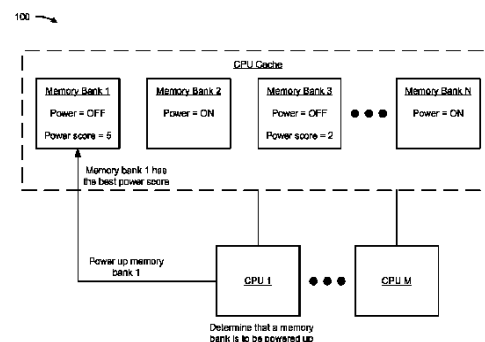 100
CPU Cache
Memory Bank 1
Power = OFF
Power score = 5
Memory Bank 2
Power = ON
Memory Bank 3
Power = OFF
Power score = 2
Memory Bank N
Power = ON
Memory bank 1 has
the best power score
Power up memory
bank 1
CPU 1
CPU M
Determine that a memory
bank is to be powered up